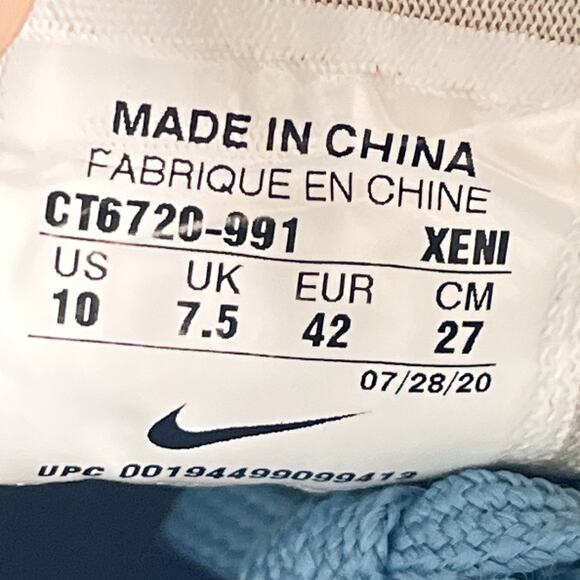 MADE IN CHINA
FABRIQUE EN CHINE
CT6720-991 XENI
US UK EUR CM
10 7.5 42 27
07/28/20
UPC 00194499099413